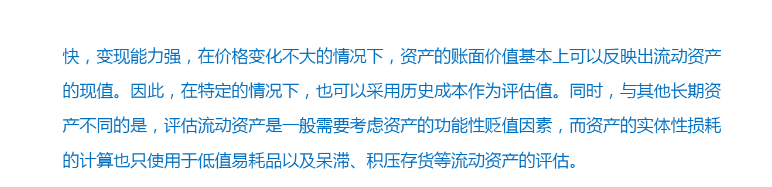 快，变现能力强，在价格变化不大的情况下，资产的账面价值基本上可以反映出流动资产
的现值。因此，在特定的情况下，也可以采用历史成本作为评估值。同时，与其他长期资
产不同的是，评估流动资产是一般需要考虑资产的功能性贬值因素，而资产的实体性损耗
的计算也只使用于低值易耗品以及呆滞、积压存货等流动资产的评估。